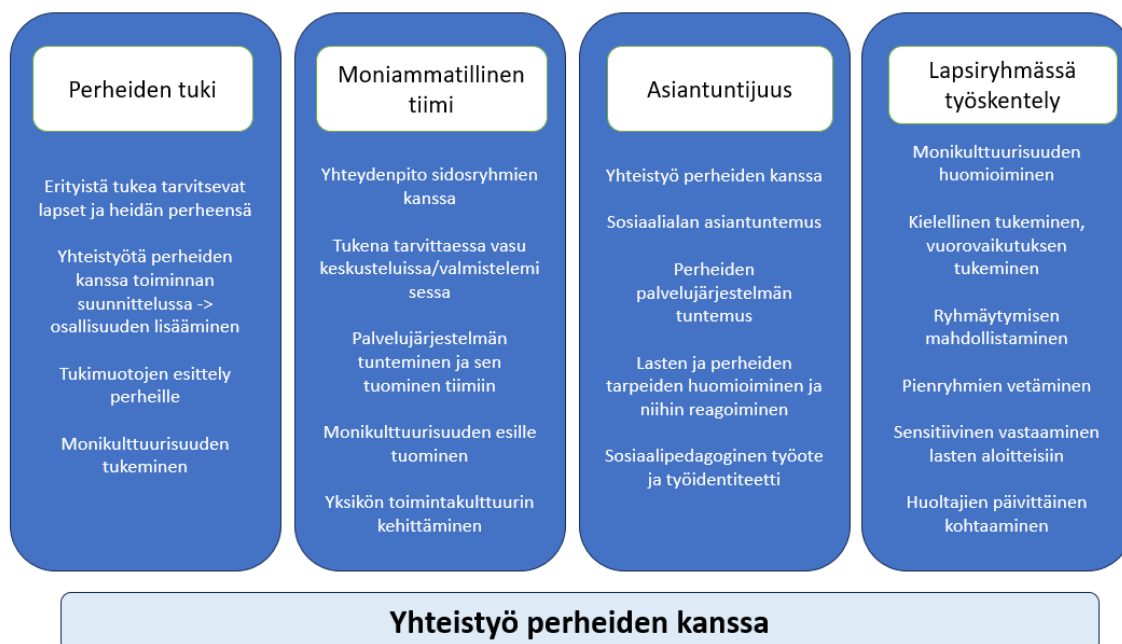 Perheiden tuki
Erityistä tukea tarvitsevat
lapset ja heidän perheensä
Yhteistyötä perheiden
kanssa toiminnan
suunnittelussa ->
osallisuuden lisääminen
Tukimuotojen esittely
perheille
Monikulttuurisuuden
tukeminen
Moniammatillinen
tiimi
Yhteydenpito sidosryhmien
kanssa
Tukena tarvittaessa vasu
keskusteluissa/valmistelemi
sessa
Palvelujärjestelmän
tunteminen ja sen
tuominen tiimiin
Monikulttuurisuuden esille
tuominen
Yksikön toimintakulttuurin
kehittäminen
Asiantuntijuus
Yhteistyö perheiden kanssa
Sosiaalialan asiantuntemus
Perheiden
palvelujärjestelmän
tuntemus
Lasten ja perheiden
tarpeiden huomioiminen ja
niihin reagoiminen
Sosiaalipedagoginen työote
ja työidentiteetti
Lapsiryhmässä
työskentely
Monikulttuurisuuden
huomioiminen
Kielellinen tukeminen,
vuorovaikutuksen
tukeminen
Ryhmäytymisen
mahdollistaminen
Pienryhmien vetäminen
Sensitiivinen vastaaminen
lasten aloitteisiin
Huoltajien päivittäinen
kohtaaminen
Yhteistyö perheiden kanssa